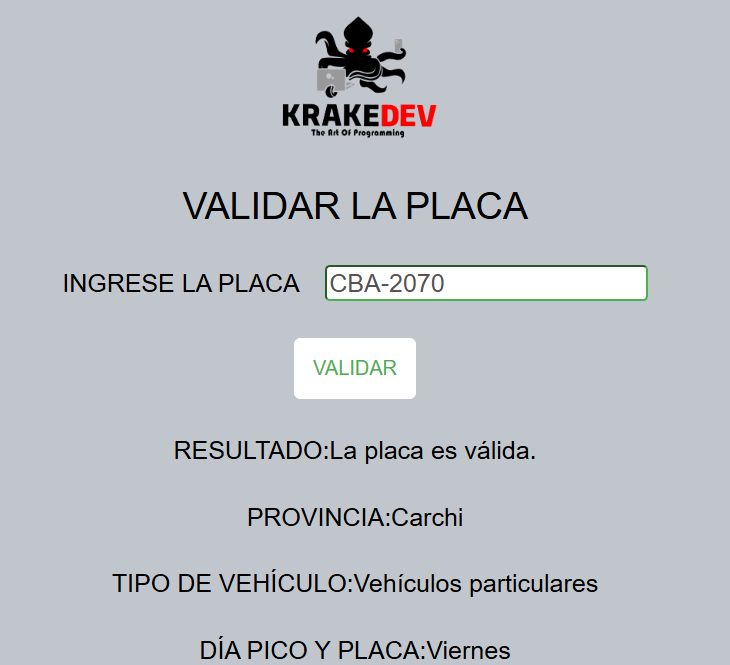 KRAKEDEV
The Art Of Programming
VALIDAR LA PLACA
INGRESE LA PLACA CBA-2070
VALIDAR
RESULTADO:La placa es válida.
PROVINCIA:Carchi
TIPO DE VEHÍCULO:Vehículos particulares
DÍA PICO Y PLACA:Viernes